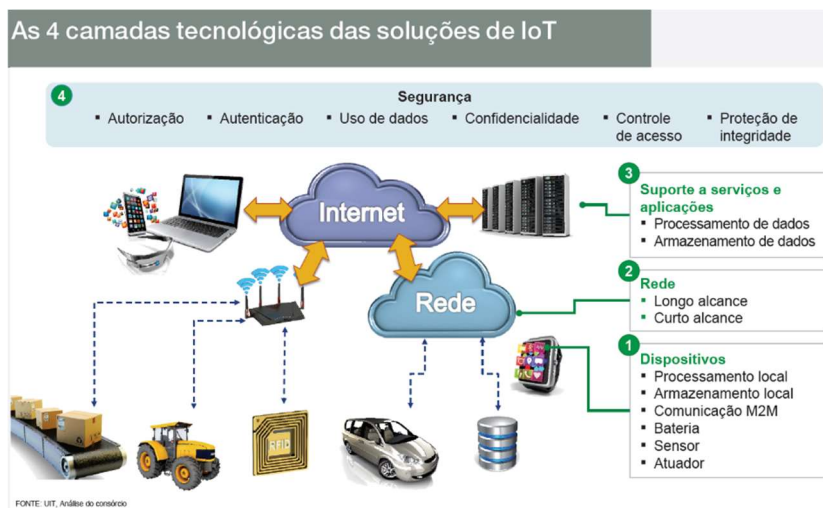 As 4 camadas tecnológicas das soluções de IoT
4
Segurança
▪ Autorização ▪ Autenticação ▪ Uso de dados ▪ Confidencialidade ▪ Controle de acesso ▪ Proteção de integridade
Internet
3
Suporte a serviços e
aplicações
▪ Processamento de dados
▪ Armazenamento de dados
2
Rede
▪ Longo alcance
▪ Curto alcance
Rede
1
Dispositivos
▪ Processamento local
▪ Armazenamento local
▪ Comunicação M2M
▪ Bateria
▪ Sensor
▪ Atuador
RFID
FONTE: UIT, Análise do consórcio